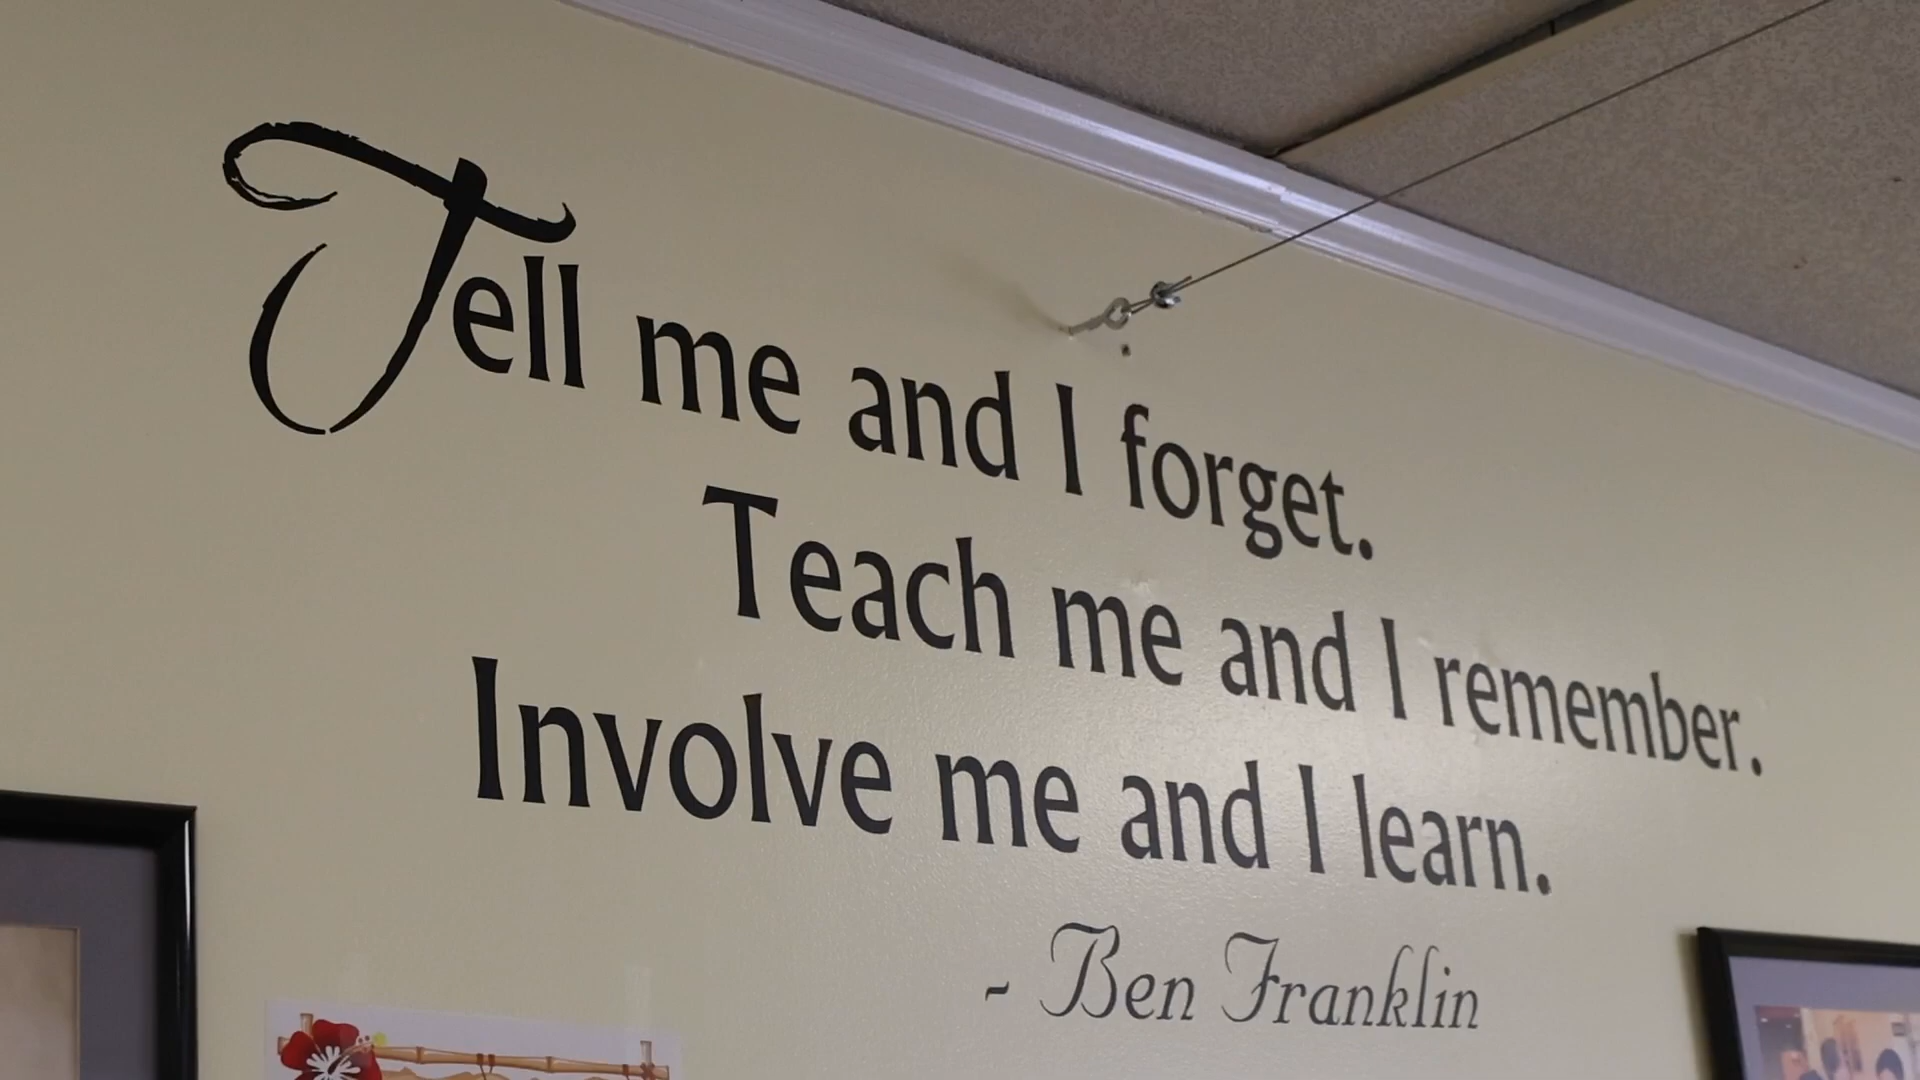 Tell me and I forget.
Teach me and I remember.
Involve me and I learn.
- Ben Franklin